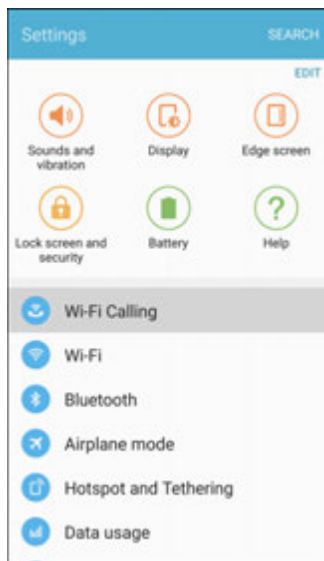 Settings SEARCH
EDIT
Sounds and vibration
Display
Edge screen
Lock screen and security
Battery
Help
Wi-Fi Calling
Wi-Fi
Bluetooth
Airplane mode
Hotspot and Tethering
Data usage